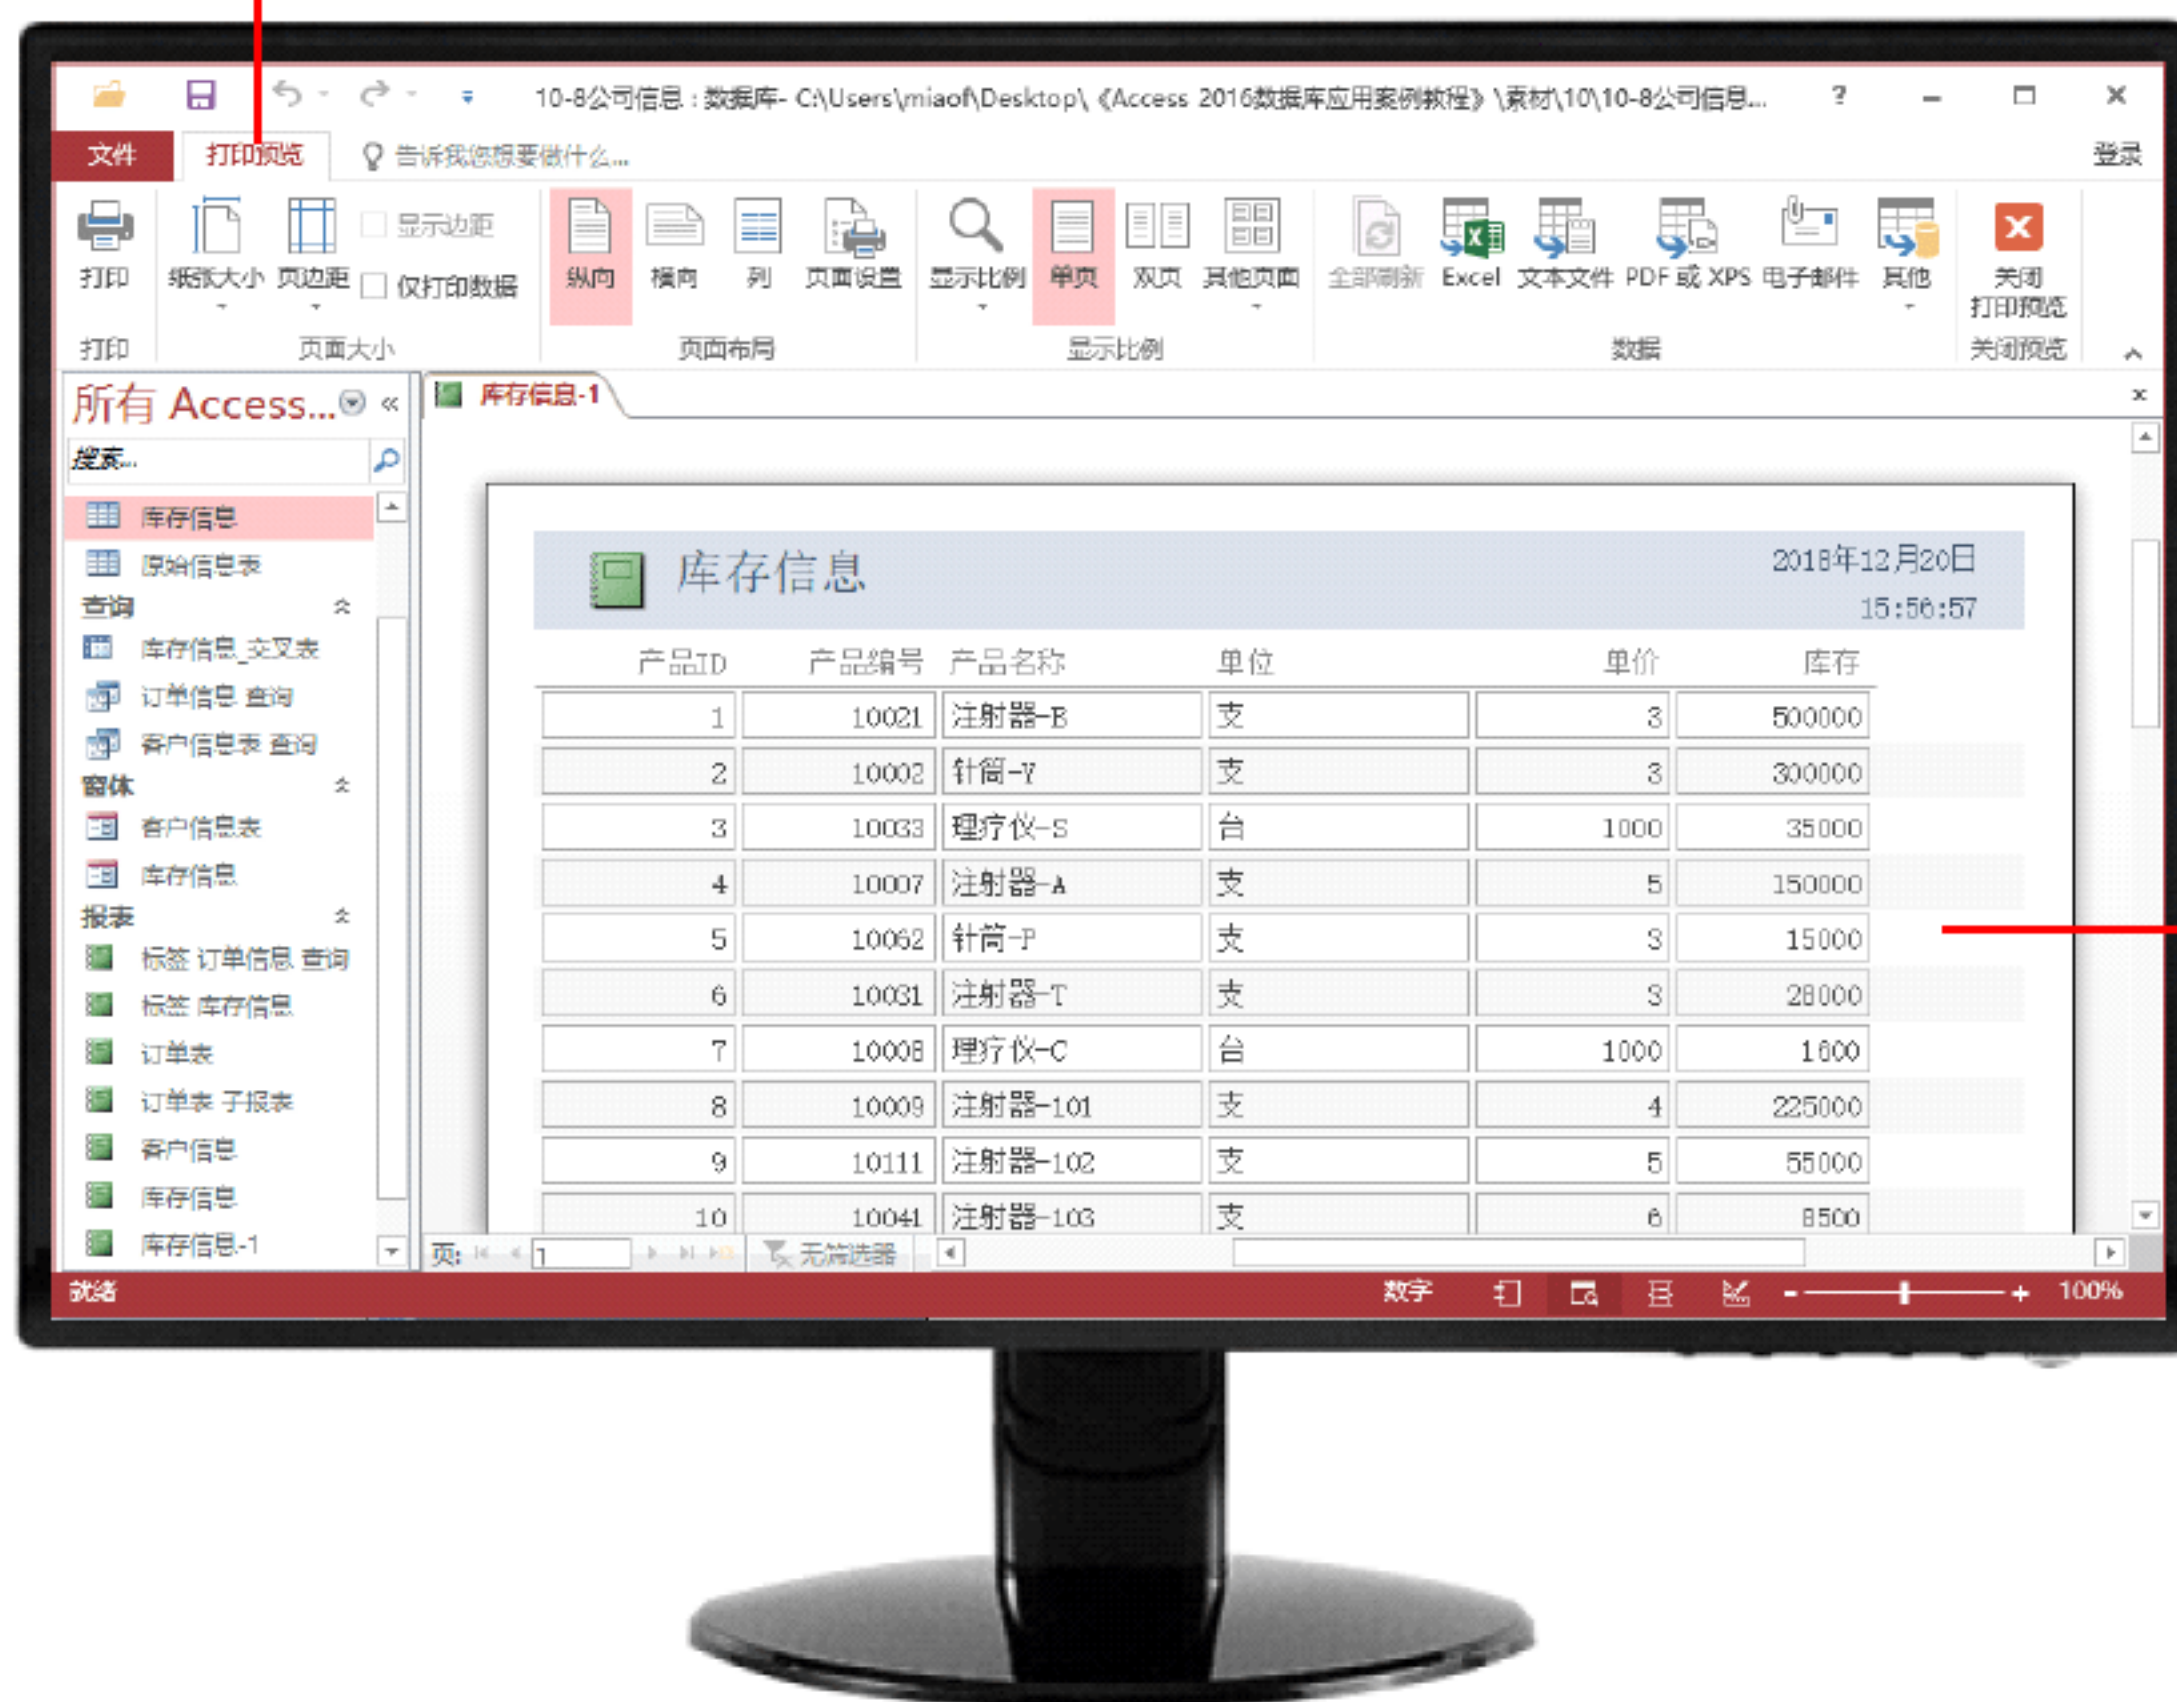 10-8公司信息 : 数据库- C:\Users\miaof\Desktop\《Access 2016数据库应用案例教程》\素材\10\10-8公司信息... ?
文件 打印预览 告诉我您想要做什么... 登录
打印 纸张大小 页边距 显示边距 仅打印数据 纵向 横向 列 页面设置 显示比例 单页 双页 其他页面 全部刷新 Excel 文本文件 PDF 或 XPS 电子邮件 其他 关闭打印预览
打印 页面大小 页面布局 显示比例 数据 关闭预览
所有 Access...
搜索...
库存信息
原始信息表
查询
库存信息_交叉表
订单信息 查询
客户信息表 查询
窗体
客户信息表
库存信息
报表
标签 订单信息 查询
标签 库存信息
订单表
订单表 子报表
客户信息
库存信息
库存信息-1
库存信息-1
库存信息 2018年12月20日
15:56:57
产品ID 产品编号 产品名称 单位 单价 库存
1 10021 注射器-B 支 3 500000
2 10002 针筒-Y 支 3 300000
3 10033 理疗仪-S 台 1000 35000
4 10007 注射器-A 支 5 150000
5 10062 针筒-P 支 3 15000
6 10031 注射器-T 支 3 28000
7 10008 理疗仪-C 台 1000 1600
8 10009 注射器-101 支 4 225000
9 10111 注射器-102 支 5 55000
10 10041 注射器-103 支 6 8500
页: 1 无筛选器
就绪 数字 100%